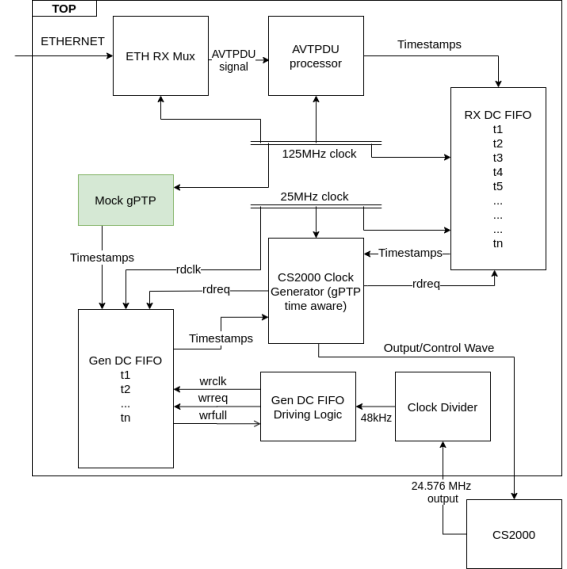 TOP
ETHERNET
ETH RX Mux
AVTPDU
signal
AVTPDU
processor
Timestamps
RX DC FIFO
t1
t2
t3
t4
t5
...
...
...
tn
125MHz clock
Mock gPTP
25MHz clock
Timestamps
Timestamps
rdclk
CS2000 Clock
Generator (gPTP
time aware)
rdreq
rdreq
Timestamps
Output/Control Wave
Gen DC FIFO
t1
t2
...
tn
wrclk
wrreq
wrfull
Gen DC FIFO
Driving Logic
48kHz
Clock Divider
24.576 MHz
output
CS2000